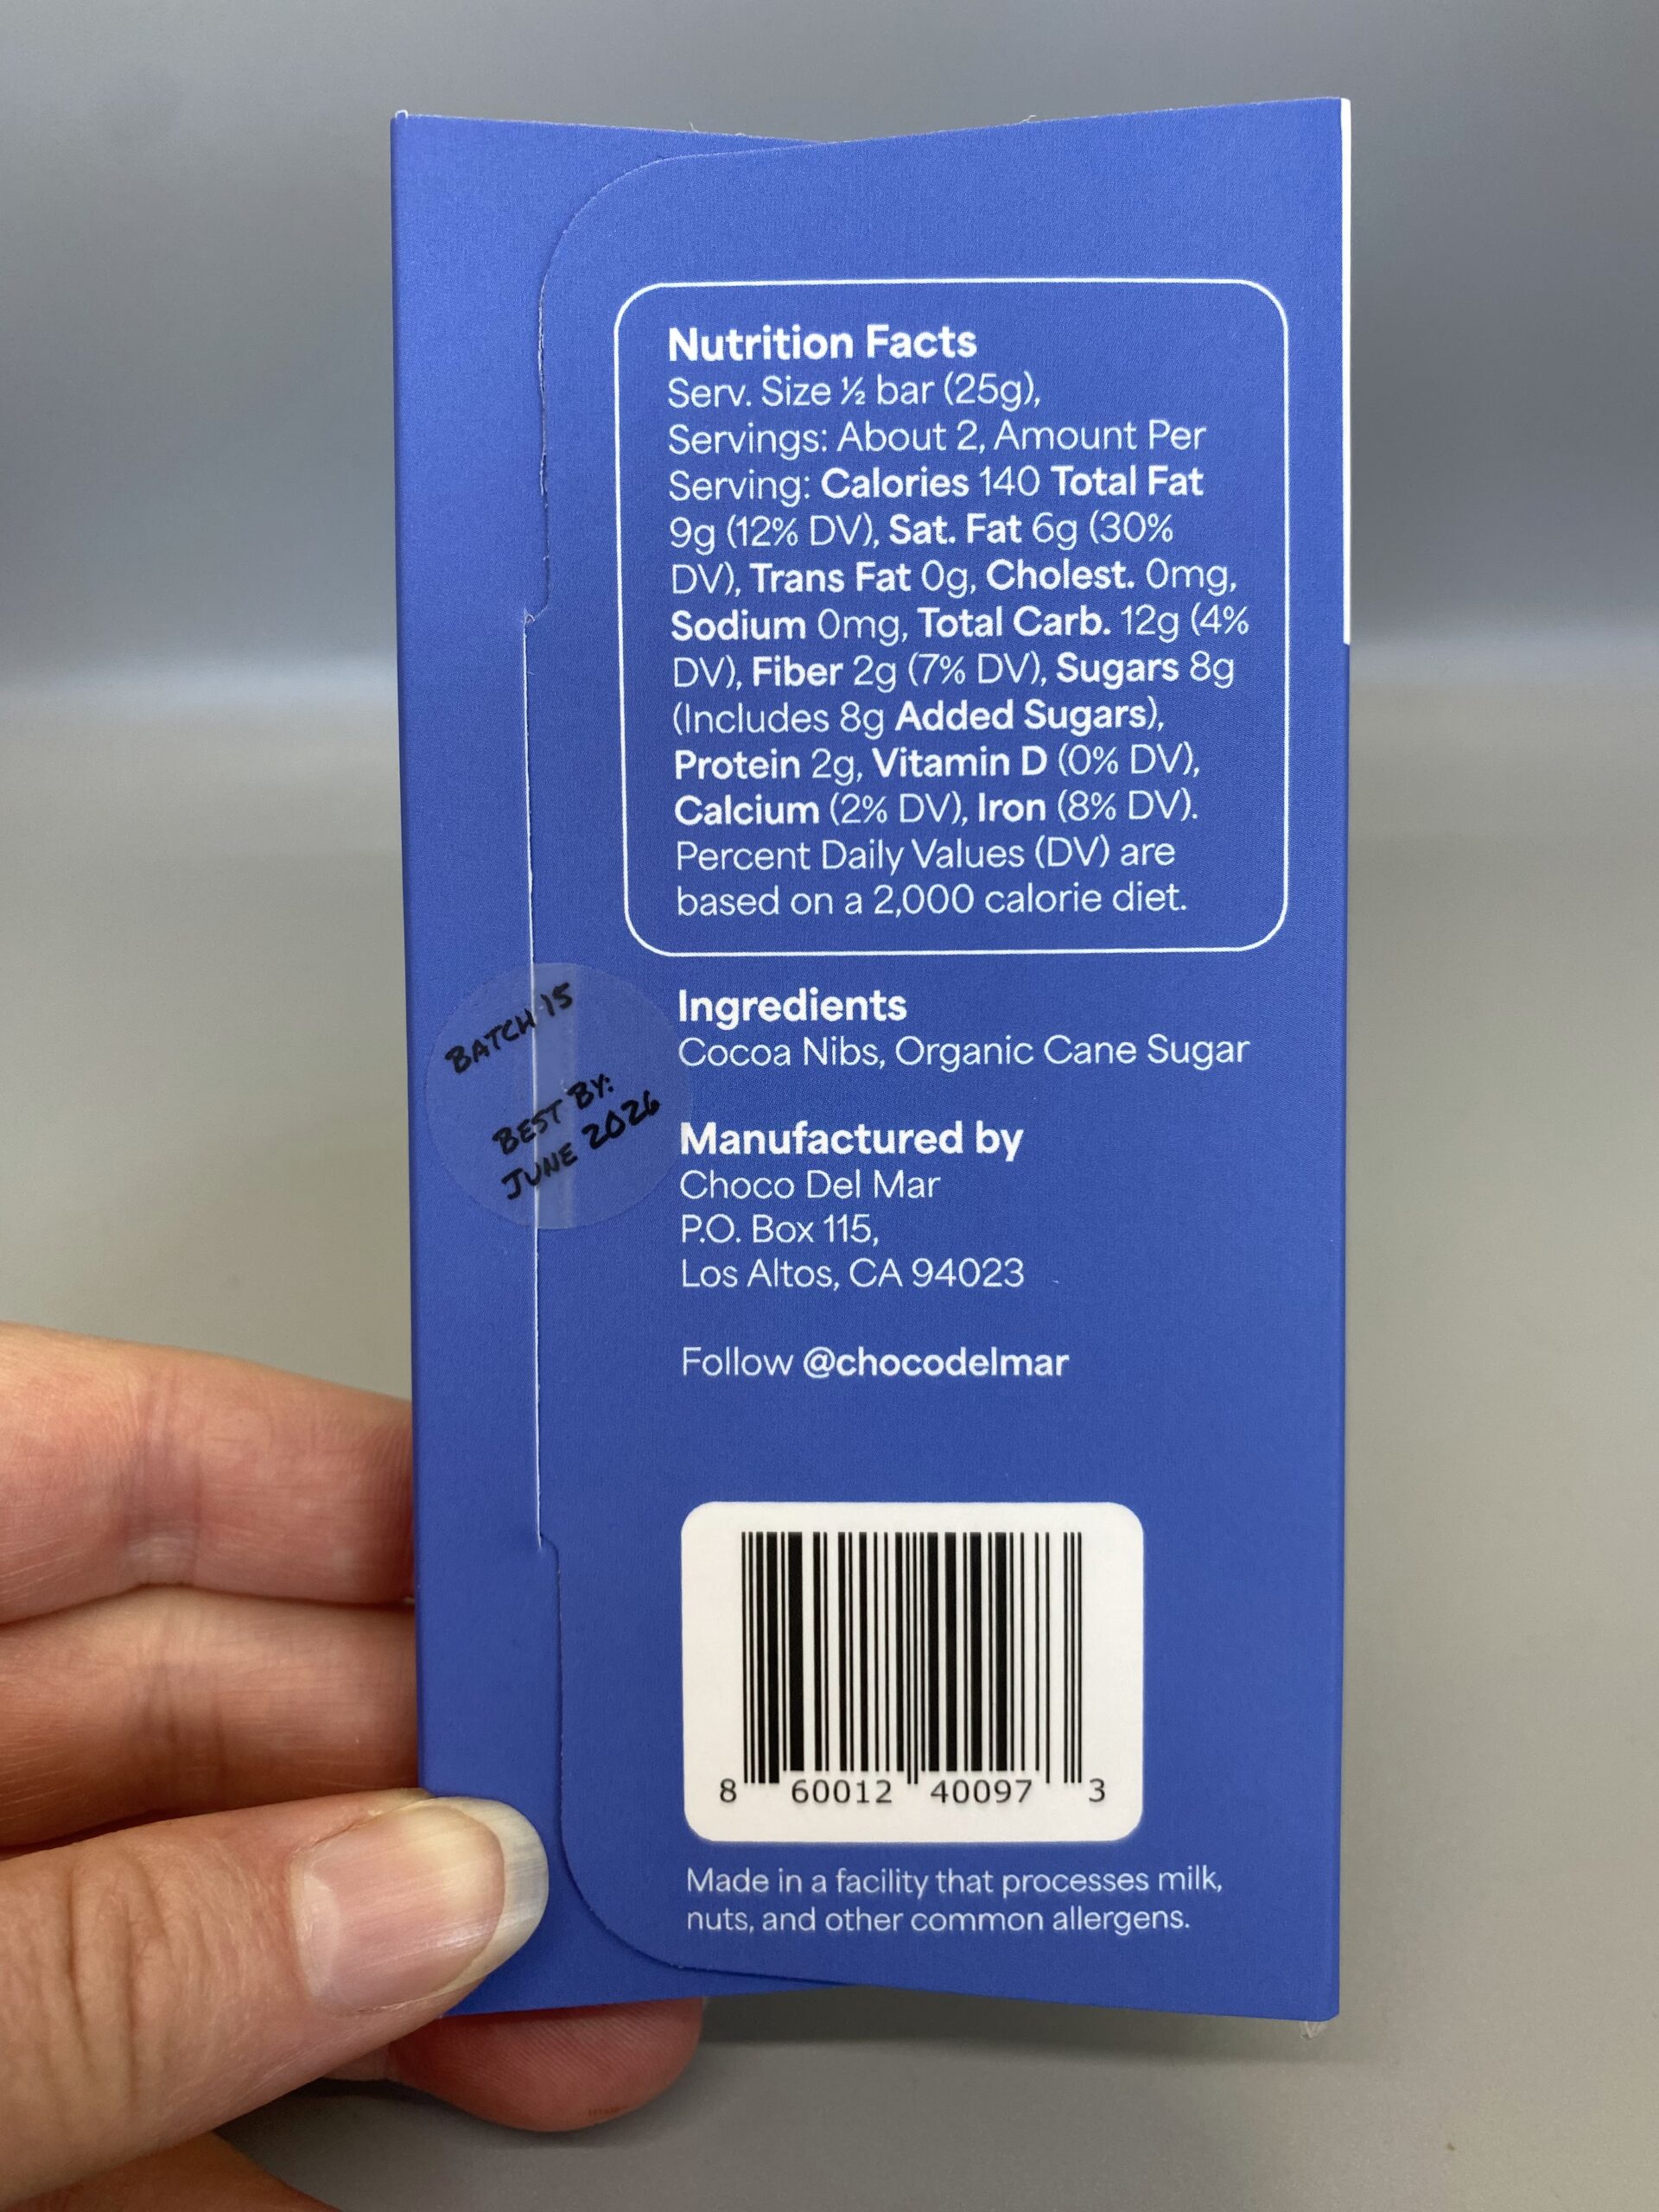 Nutrition Facts
Serv. Size ½ bar (25g),
Servings: About 2, Amount Per
Serving: Calories 140 Total Fat
9g (12% DV), Sat. Fat 6g (30%
DV), Trans Fat 0g, Cholest. 0mg,
Sodium 0mg, Total Carb. 12g (4%
DV), Fiber 2g (7% DV), Sugars 8g
(Includes 8g Added Sugars),
Protein 2g, Vitamin D (0% DV),
Calcium (2% DV), Iron (8% DV).
Percent Daily Values (DV) are
based on a 2,000 calorie diet.
BATCH 15
BEST BY:
JUNE 2026
Ingredients
Cocoa Nibs, Organic Cane Sugar
Manufactured by
Choco Del Mar
P.O. Box 115,
Los Altos, CA 94023
Follow @chocodelmar
8 60012 40097 3
Made in a facility that processes milk,
nuts, and other common allergens.